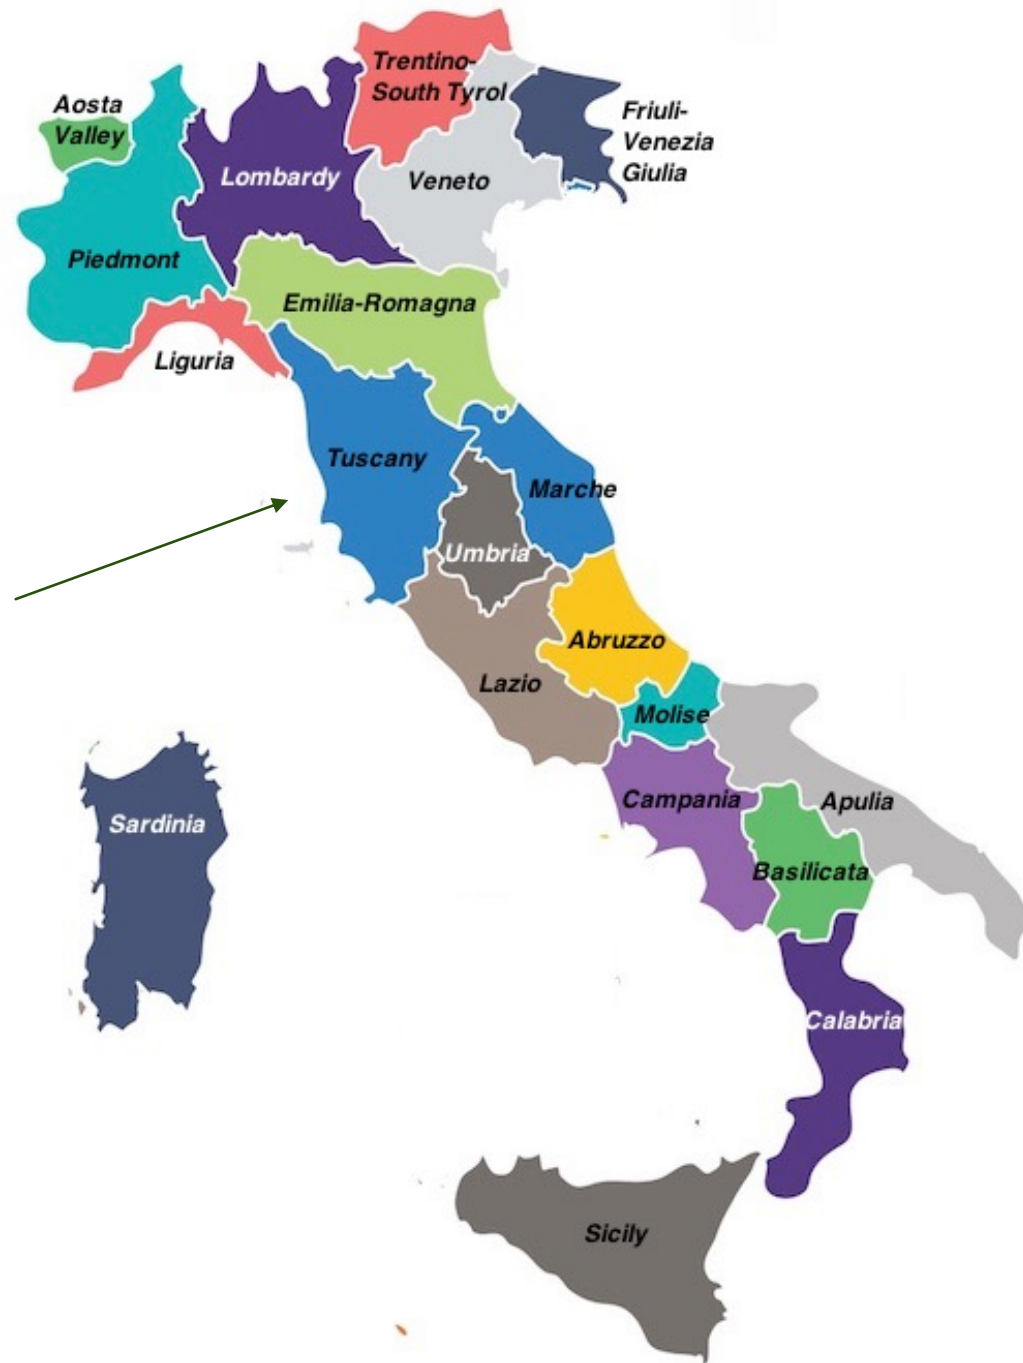 Trentino-
South Tyrol
Aosta
Valley
Friuli-
Venezia
Giulia
Lombardy
Veneto
Piedmont
Emilia-Romagna
Liguria
Tuscany
Marche
Umbria
Abruzzo
Lazio
Molise
Campania
Apulia
Sardinia
Basilicata
Calabria
Sicily